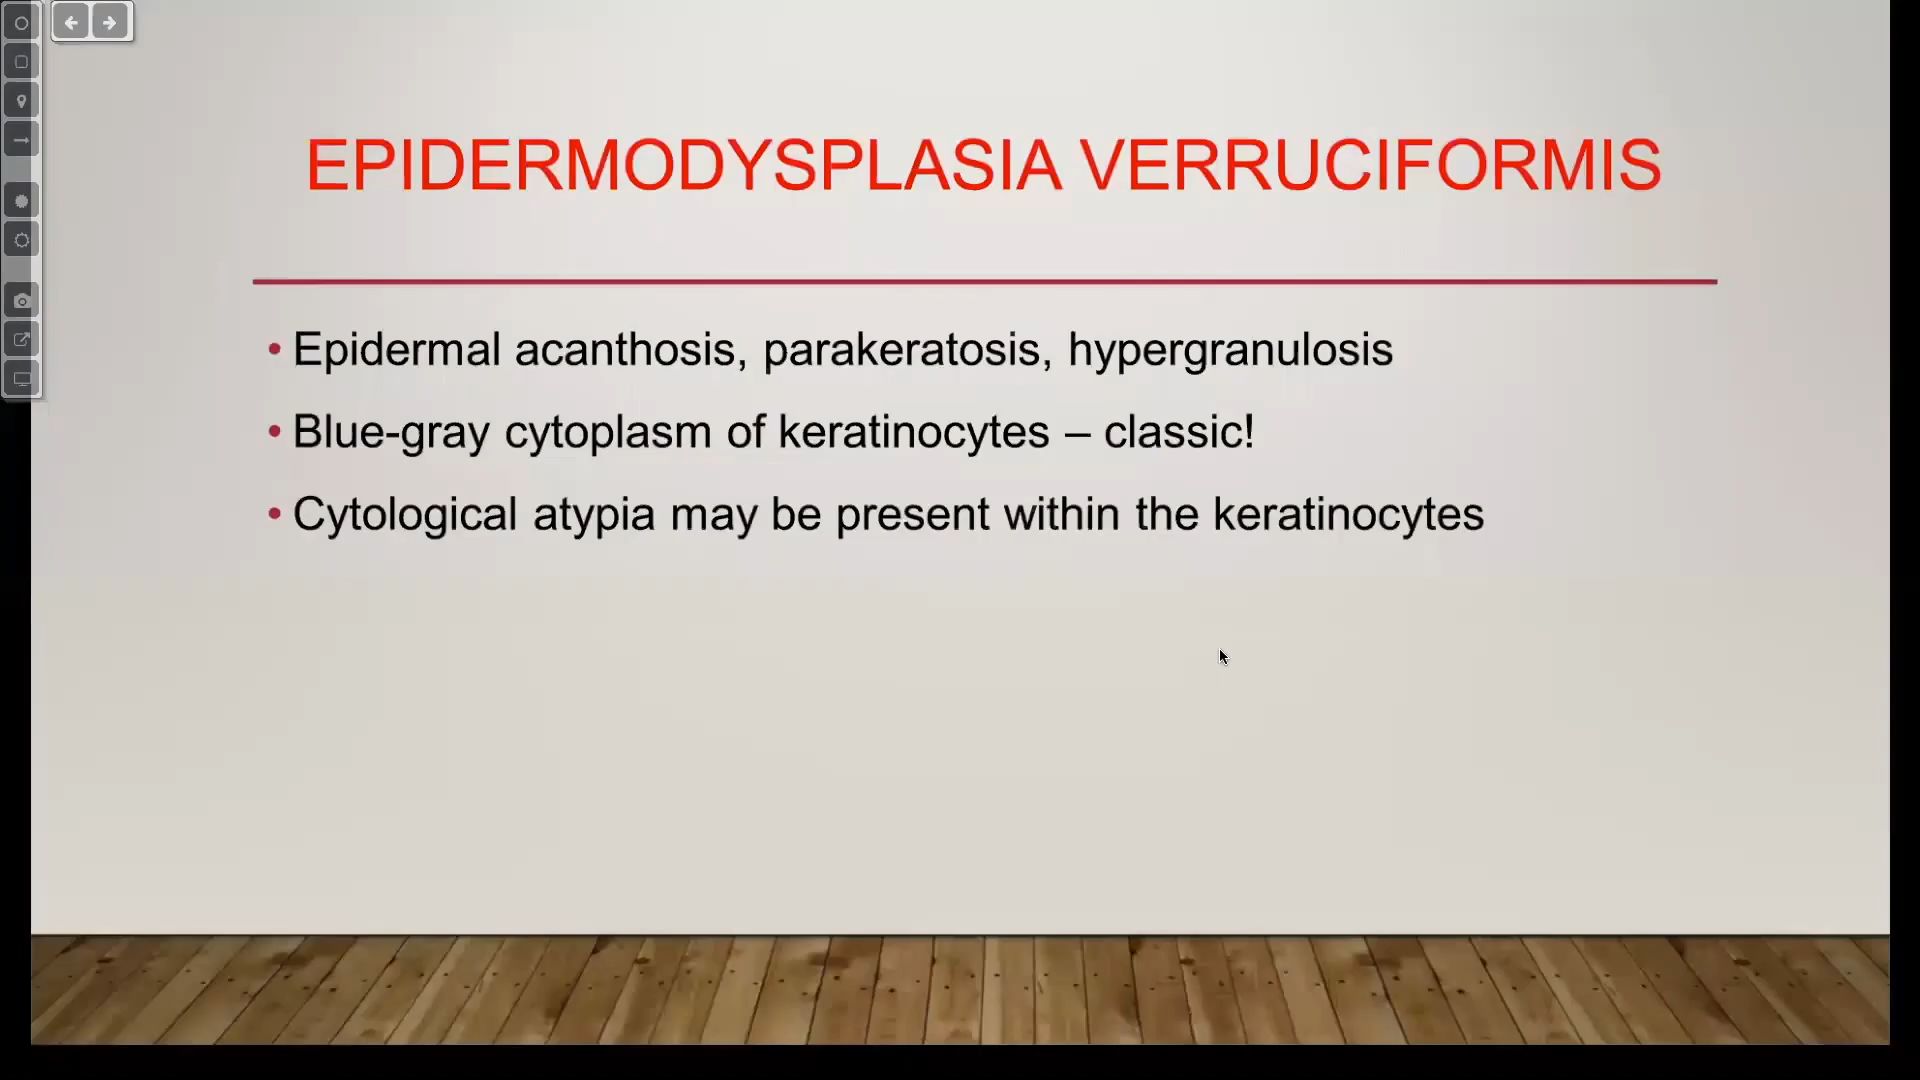 EPIDERMODYSPLASIA VERRUCIFORMIS
• Epidermal acanthosis, parakeratosis, hypergranulosis
• Blue-gray cytoplasm of keratinocytes – classic!
• Cytological atypia may be present within the keratinocytes